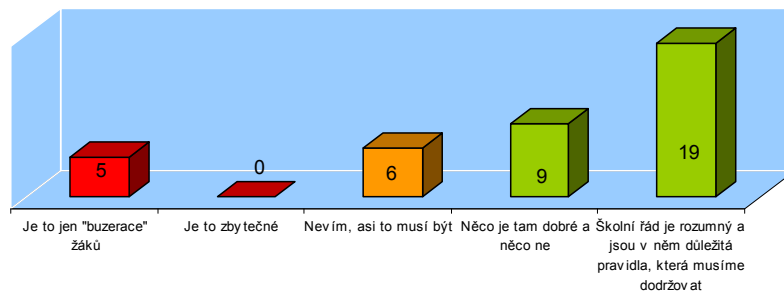 5
0
6
9
19
Je to jen "buzerace"
žáků
Je to zbytečné
Nevím, asi to musí být
Něco je tam dobré a
něco ne
Školní řád je rozumný a
jsou v něm důležitá
pravidla, která musíme
dodržovat